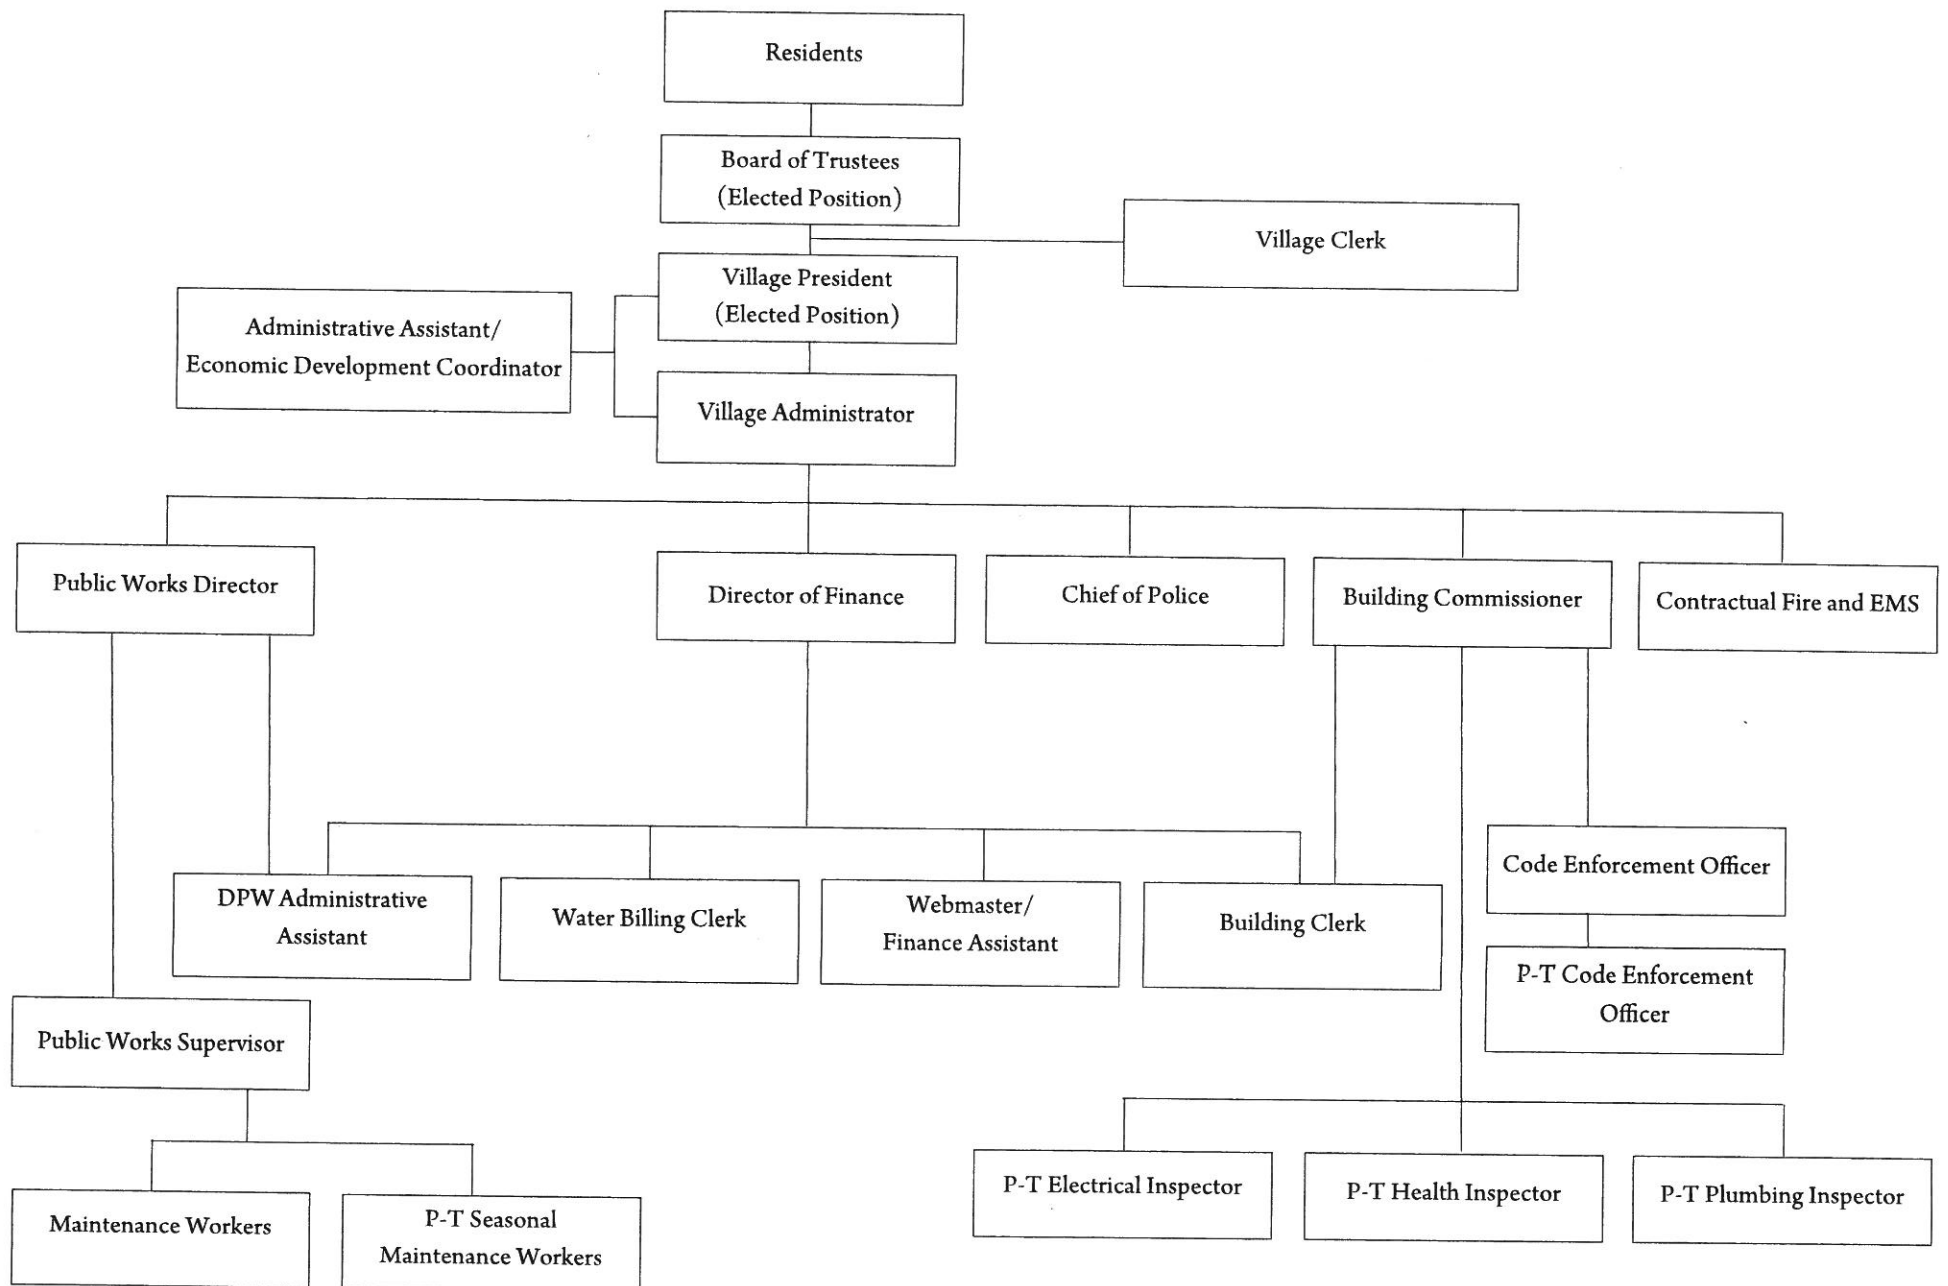 Residents
Board of Trustees
(Elected Position)
Village Clerk
Village President
(Elected Position)
Administrative Assistant/
Economic Development Coordinator
Village Administrator
Public Works Director
Director of Finance
Chief of Police
Building Commissioner
Contractual Fire and EMS
Code Enforcement Officer
DPW Administrative
Assistant
Water Billing Clerk
Webmaster/
Finance Assistant
Building Clerk
P-T Code Enforcement
Officer
Public Works Supervisor
P-T Electrical Inspector
P-T Health Inspector
P-T Plumbing Inspector
Maintenance Workers
P-T Seasonal
Maintenance Workers